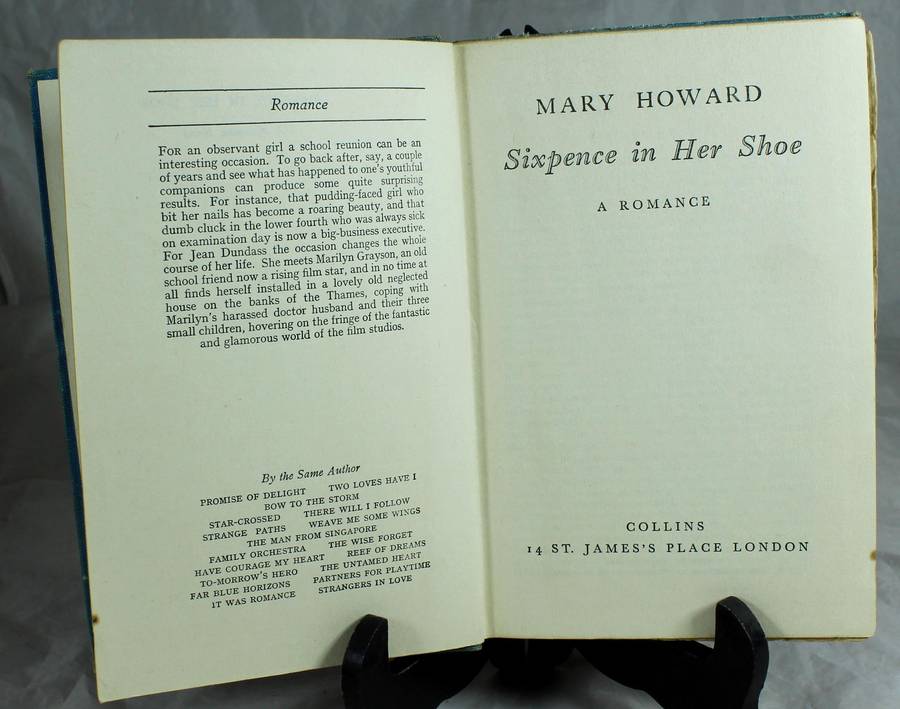 Romance
FOR an observant girl a school reunion can be an
interesting occasion. To go back after, say, a couple
of years and see what has happened to one's youthful
companions can produce some quite surprising
results. For instance, that pudding-faced girl who
bit her nails has become a roaring beauty, and that
dumb cluck in the lower fourth who was always sick
on examination day is now a big-business executive.
For Jean Dundass the occasion changes the whole
course of her life. She meets Marilyn Grayson, an old
school friend now a rising film star, and in no time at
all finds herself installed in a lovely old neglected
house on the banks of the Thames, coping with
Marilyn's harassed doctor husband and their three
small children, hovering on the fringe of the fantastic
and glamorous world of the film studios.
By the Same Author
PROMISE OF DELIGHT TWO LOVES HAVE I
BOW TO THE STORM
STAR-CROSSED THERE WILL I FOLLOW
STRANGE PATHS WEAVE ME SOME WINGS
THE MAN FROM SINGAPORE
FAMILY ORCHESTRA THE WISE FORGET
HAVE COURAGE MY HEART REEF OF DREAMS
TO-MORROW'S HERO THE UNTAMED HEART
FAR BLUE HORIZONS PARTNERS FOR PLAYTIME
IT WAS ROMANCE STRANGERS IN LOVE
MARY HOWARD
Sixpence in Her Shoe
A ROMANCE
COLLINS
14 ST. JAMES'S PLACE LONDON